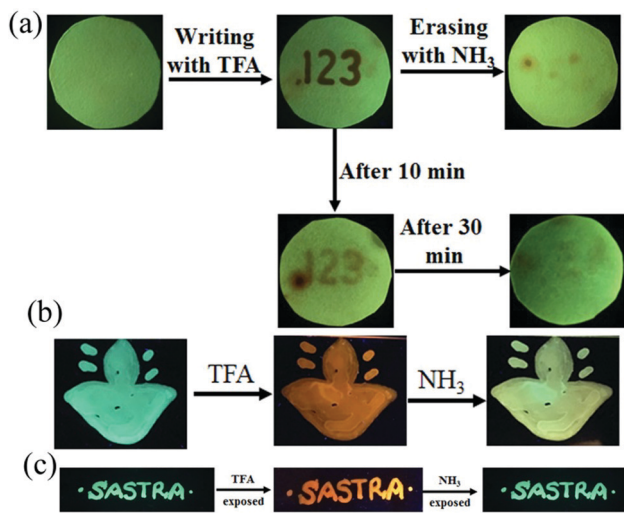 (a)
Writing
with TFA
.123
Erasing
with NH₃
After 10 min
.123
After 30
min
(b)
TFA
NH₃
(c)
• SASTRA •
TFA
exposed
• SASTRA •
NH₃
exposed
• SASTRA •